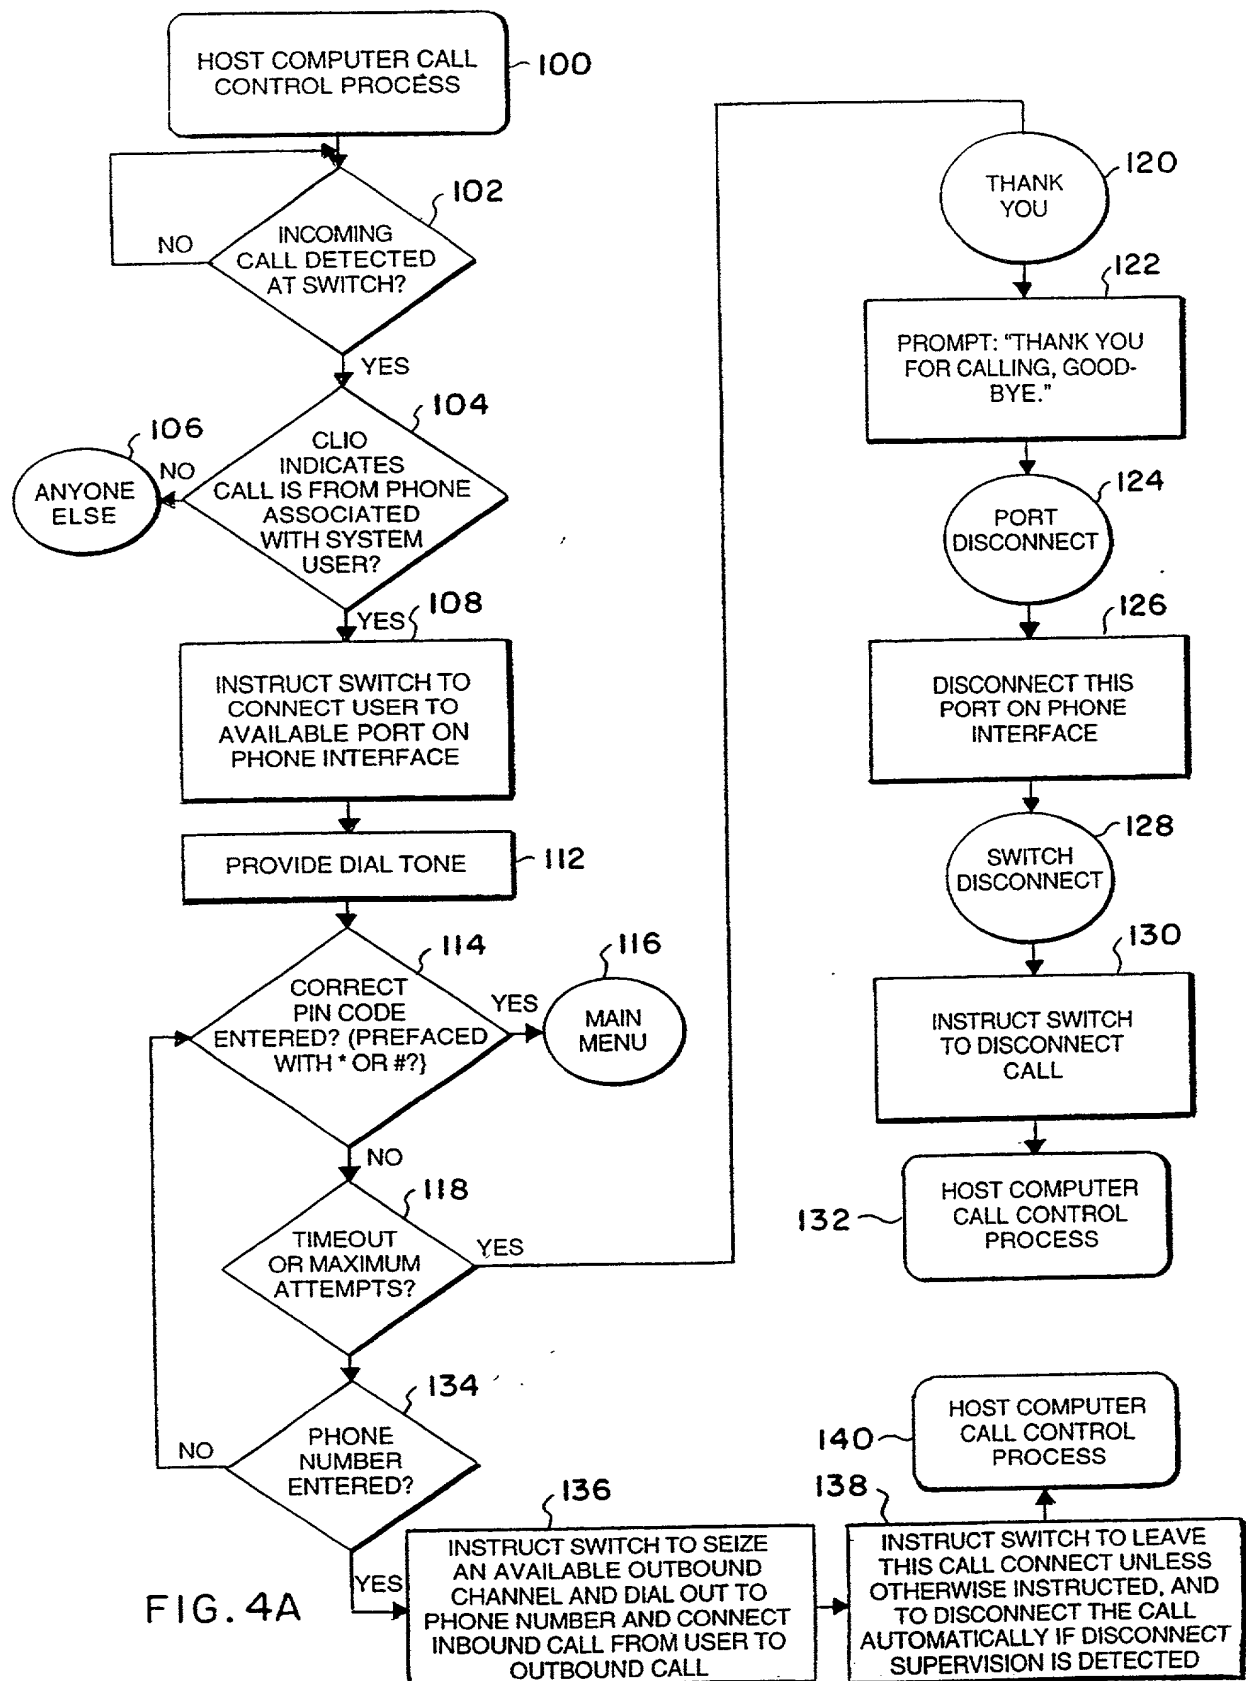 HOST COMPUTER CALL
CONTROL PROCESS
100
102
INCOMING
CALL DETECTED
AT SWITCH?
NO
YES
104
CLIO
INDICATES
CALL IS FROM PHONE
ASSOCIATED
WITH SYSTEM
USER?
106
NO
ANYONE
ELSE
YES
108
INSTRUCT SWITCH TO
CONNECT USER TO
AVAILABLE PORT ON
PHONE INTERFACE
PROVIDE DIAL TONE
112
114
CORRECT
PIN CODE
ENTERED? (PREFACED
WITH * OR #?}
YES
116
MAIN
MENU
NO
118
TIMEOUT
OR MAXIMUM
ATTEMPTS?
YES
134
PHONE
NUMBER
ENTERED?
NO
YES
THANK
YOU
120
122
PROMPT: "THANK YOU
FOR CALLING, GOOD-
BYE."
124
PORT
DISCONNECT
126
DISCONNECT THIS
PORT ON PHONE
INTERFACE
128
SWITCH
DISCONNECT
130
INSTRUCT SWITCH
TO DISCONNECT
CALL
132
HOST COMPUTER
CALL CONTROL
PROCESS
136
INSTRUCT SWITCH TO SEIZE
AN AVAILABLE OUTBOUND
CHANNEL AND DIAL OUT TO
PHONE NUMBER AND CONNECT
INBOUND CALL FROM USER TO
OUTBOUND CALL
138
INSTRUCT SWITCH TO LEAVE
THIS CALL CONNECT UNLESS
OTHERWISE INSTRUCTED, AND
TO DISCONNECT THE CALL
AUTOMATICALLY IF DISCONNECT
SUPERVISION IS DETECTED
140
HOST COMPUTER
CALL CONTROL
PROCESS
FIG. 4A